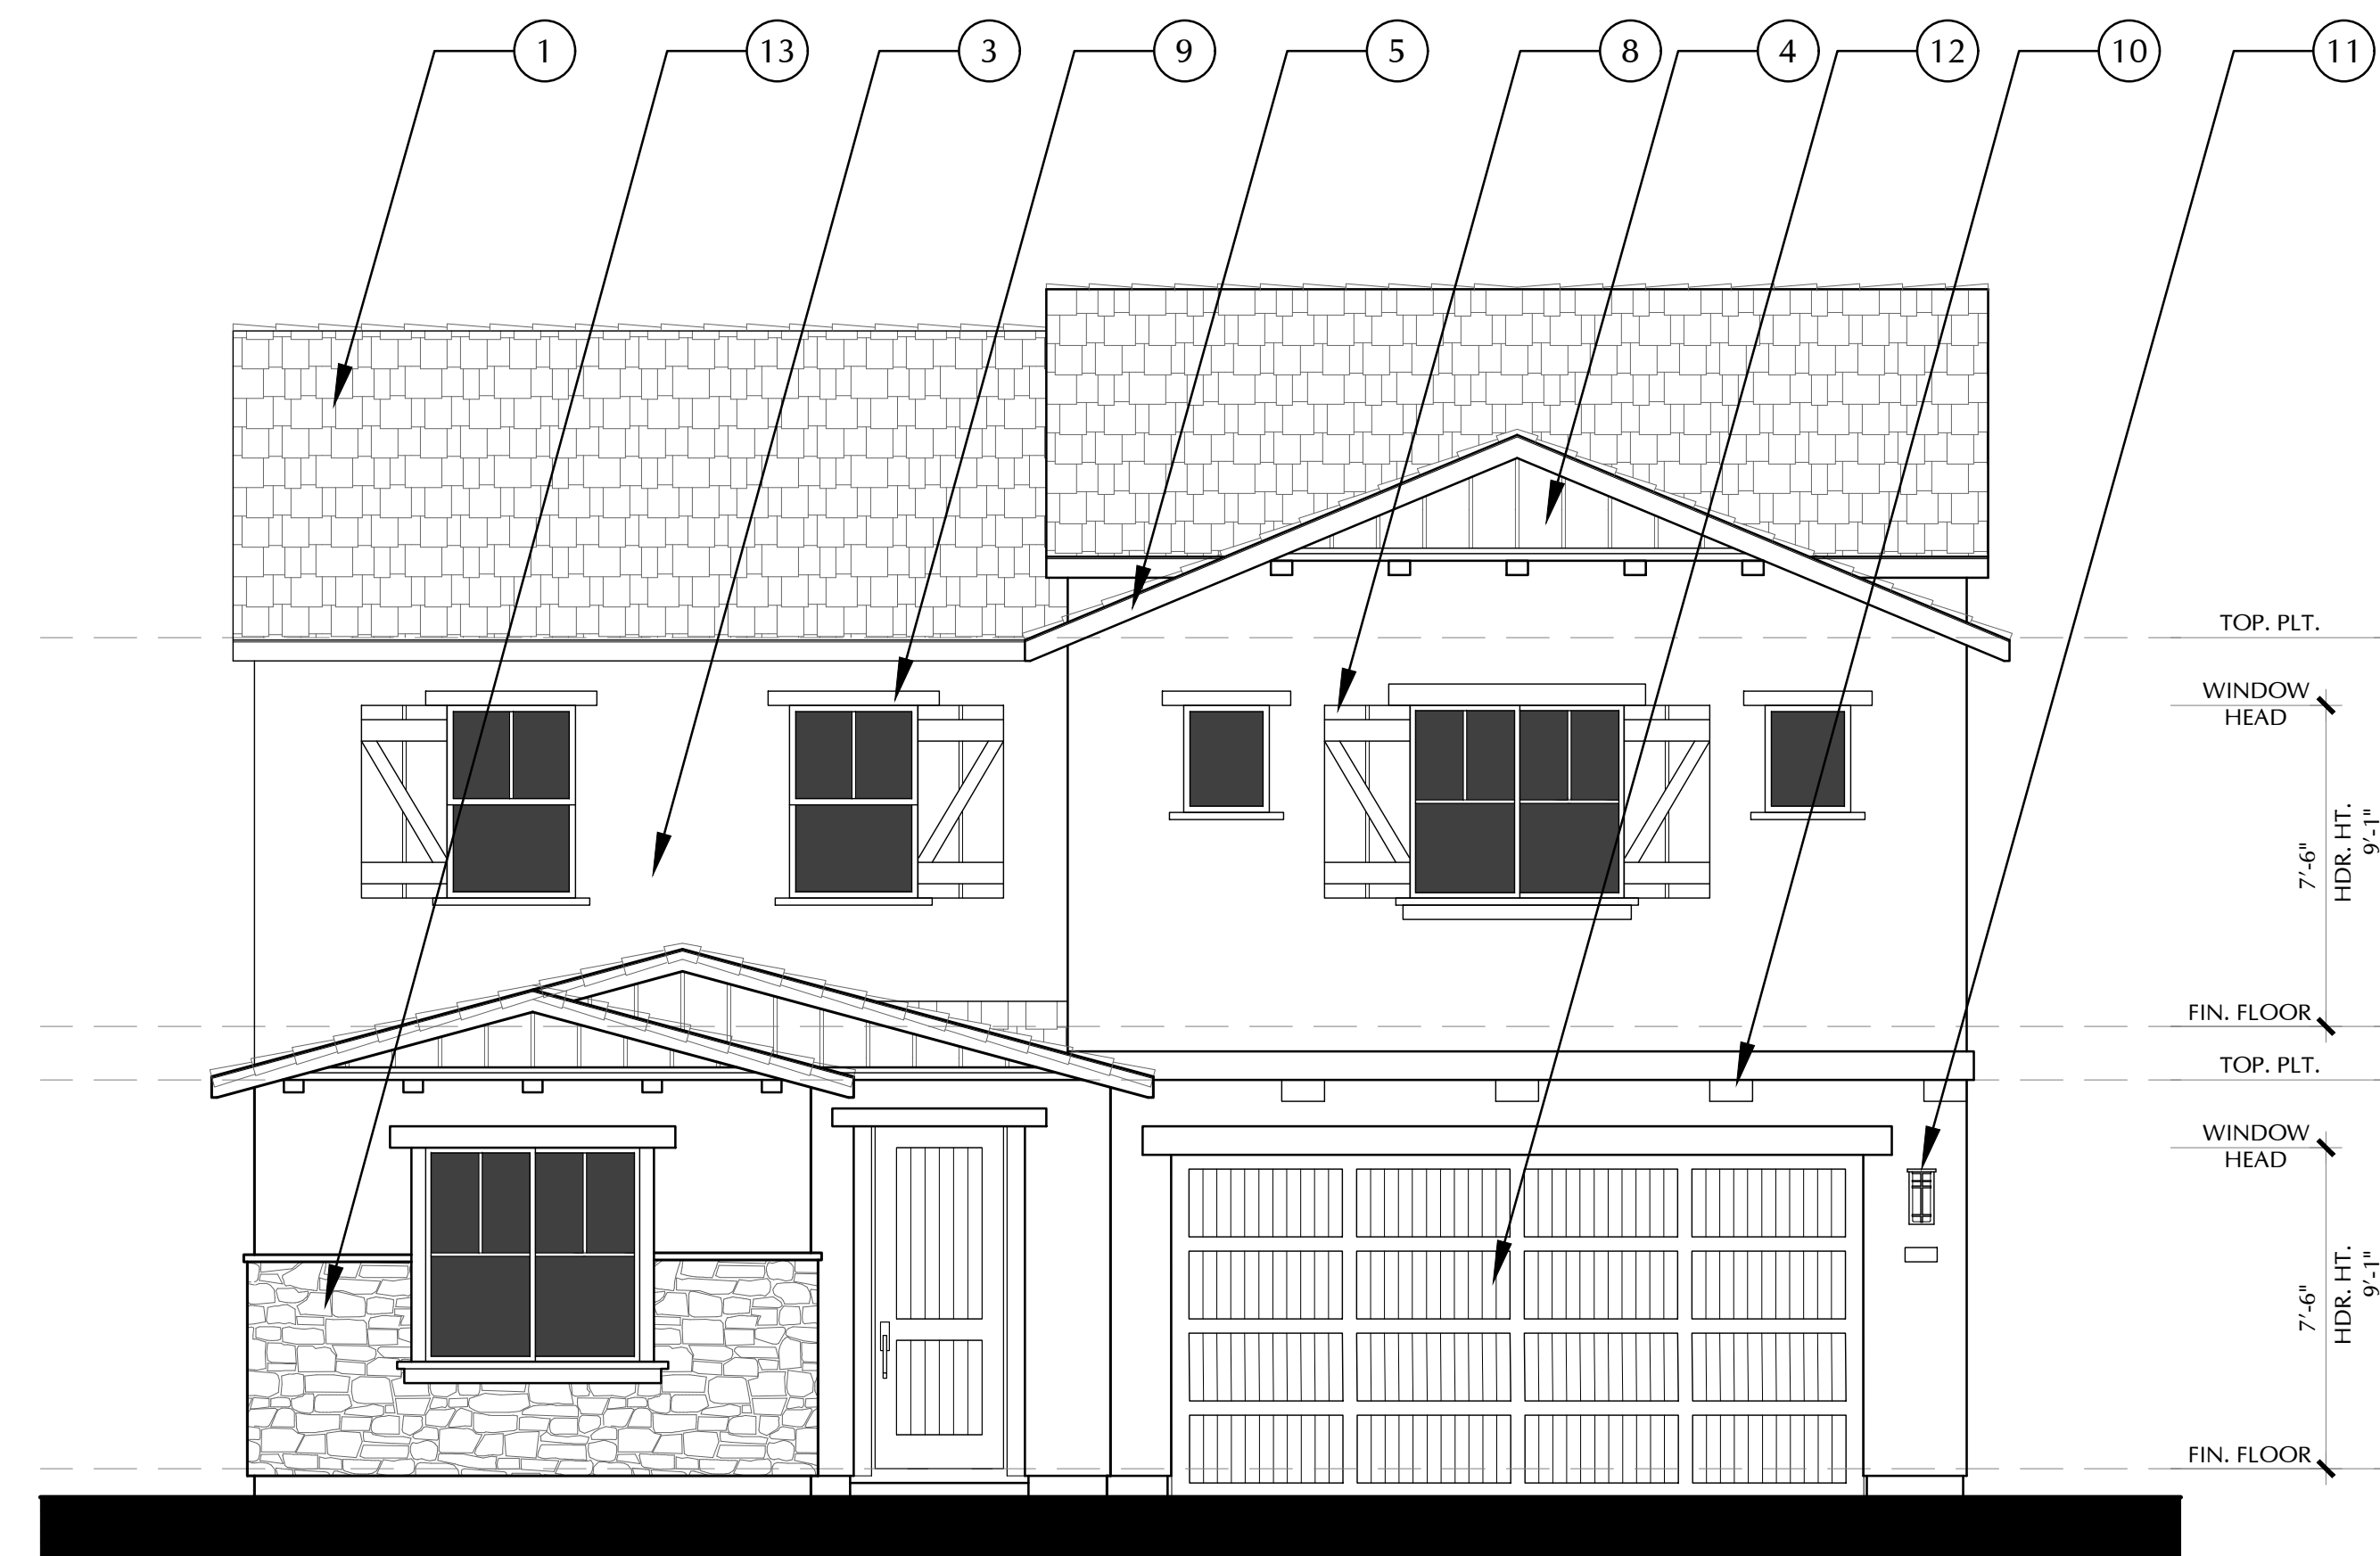 1
13
3
9
5
8
4
12
10
11
TOP. PLT.
WINDOW
HEAD
7'-6"
HDR. HT.
9'-1"
FIN. FLOOR
TOP. PLT.
WINDOW
HEAD
7'-6"
HDR. HT.
9'-1"
FIN. FLOOR